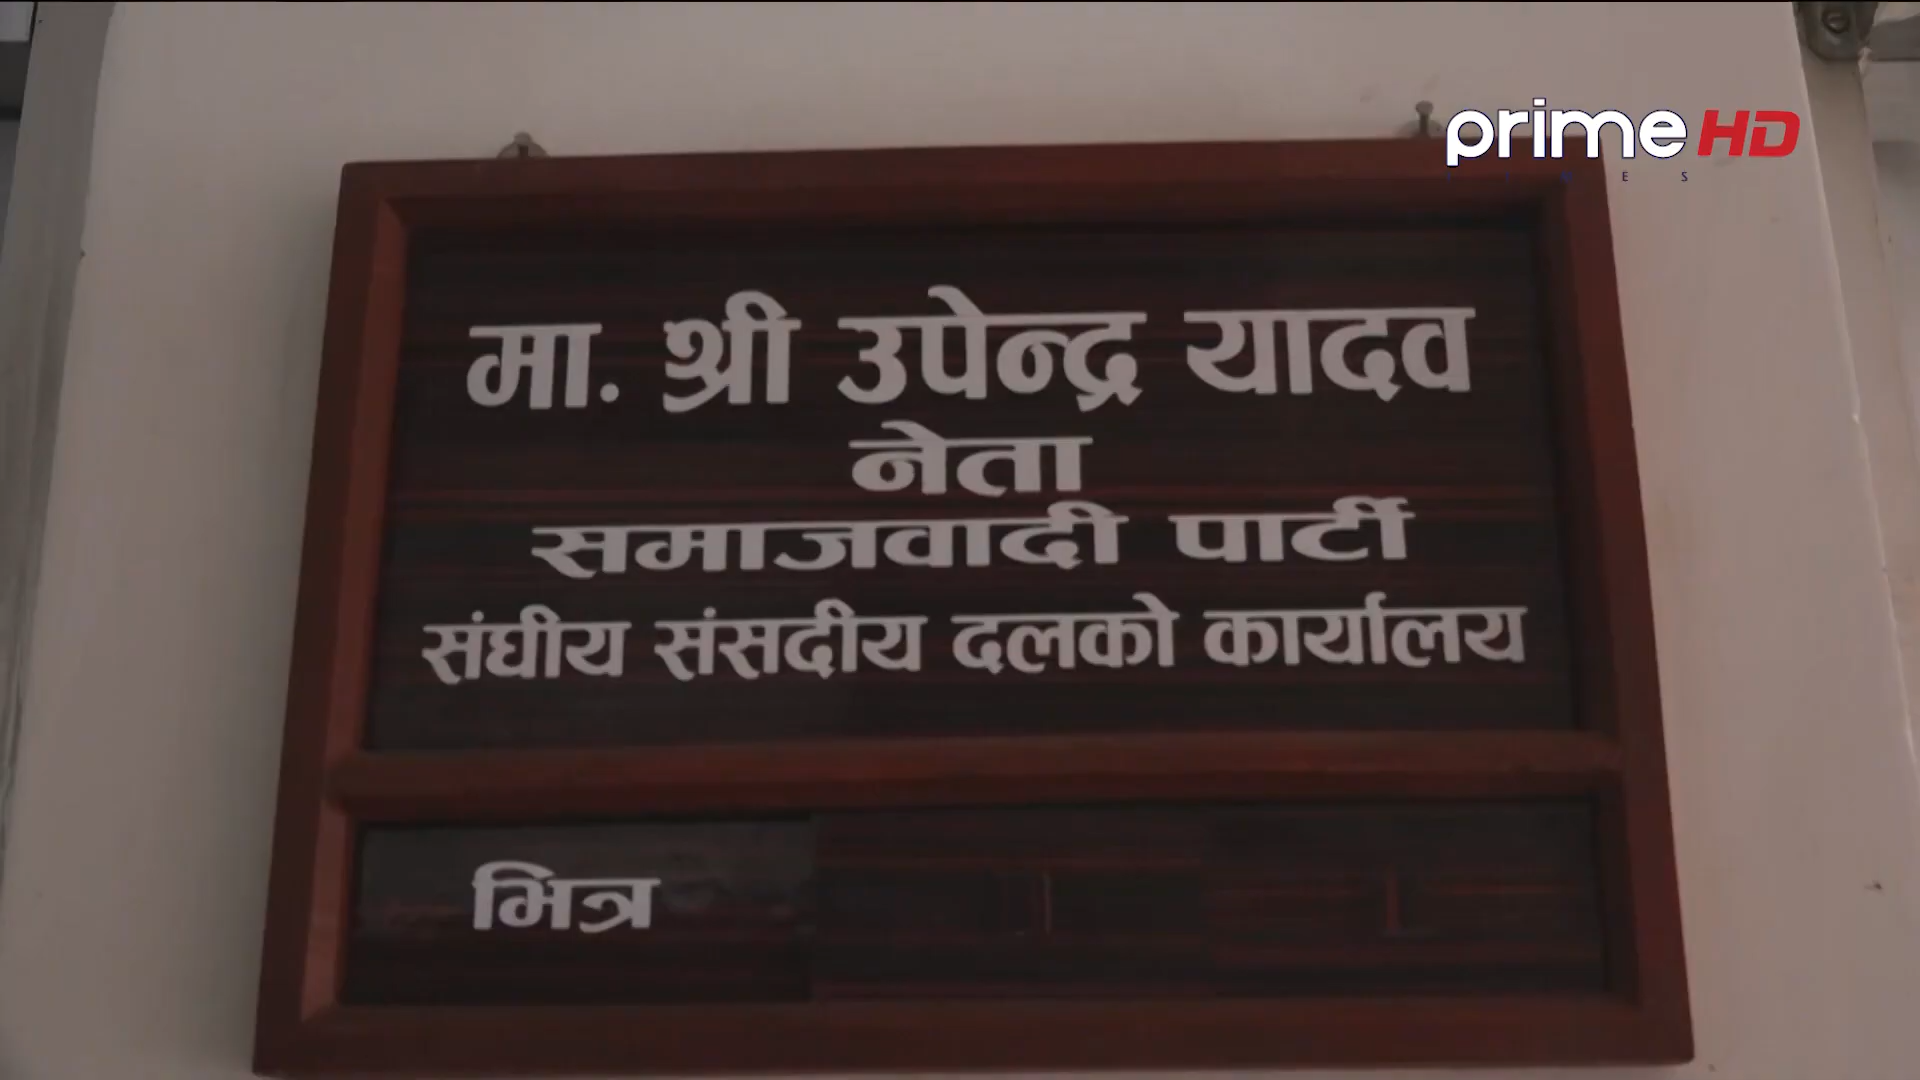 prime HD
मा. श्री उपेन्द्र यादव
नेता
समाजवादी पार्टी
संघीय संसदीय दलको कार्यालय
भित्र